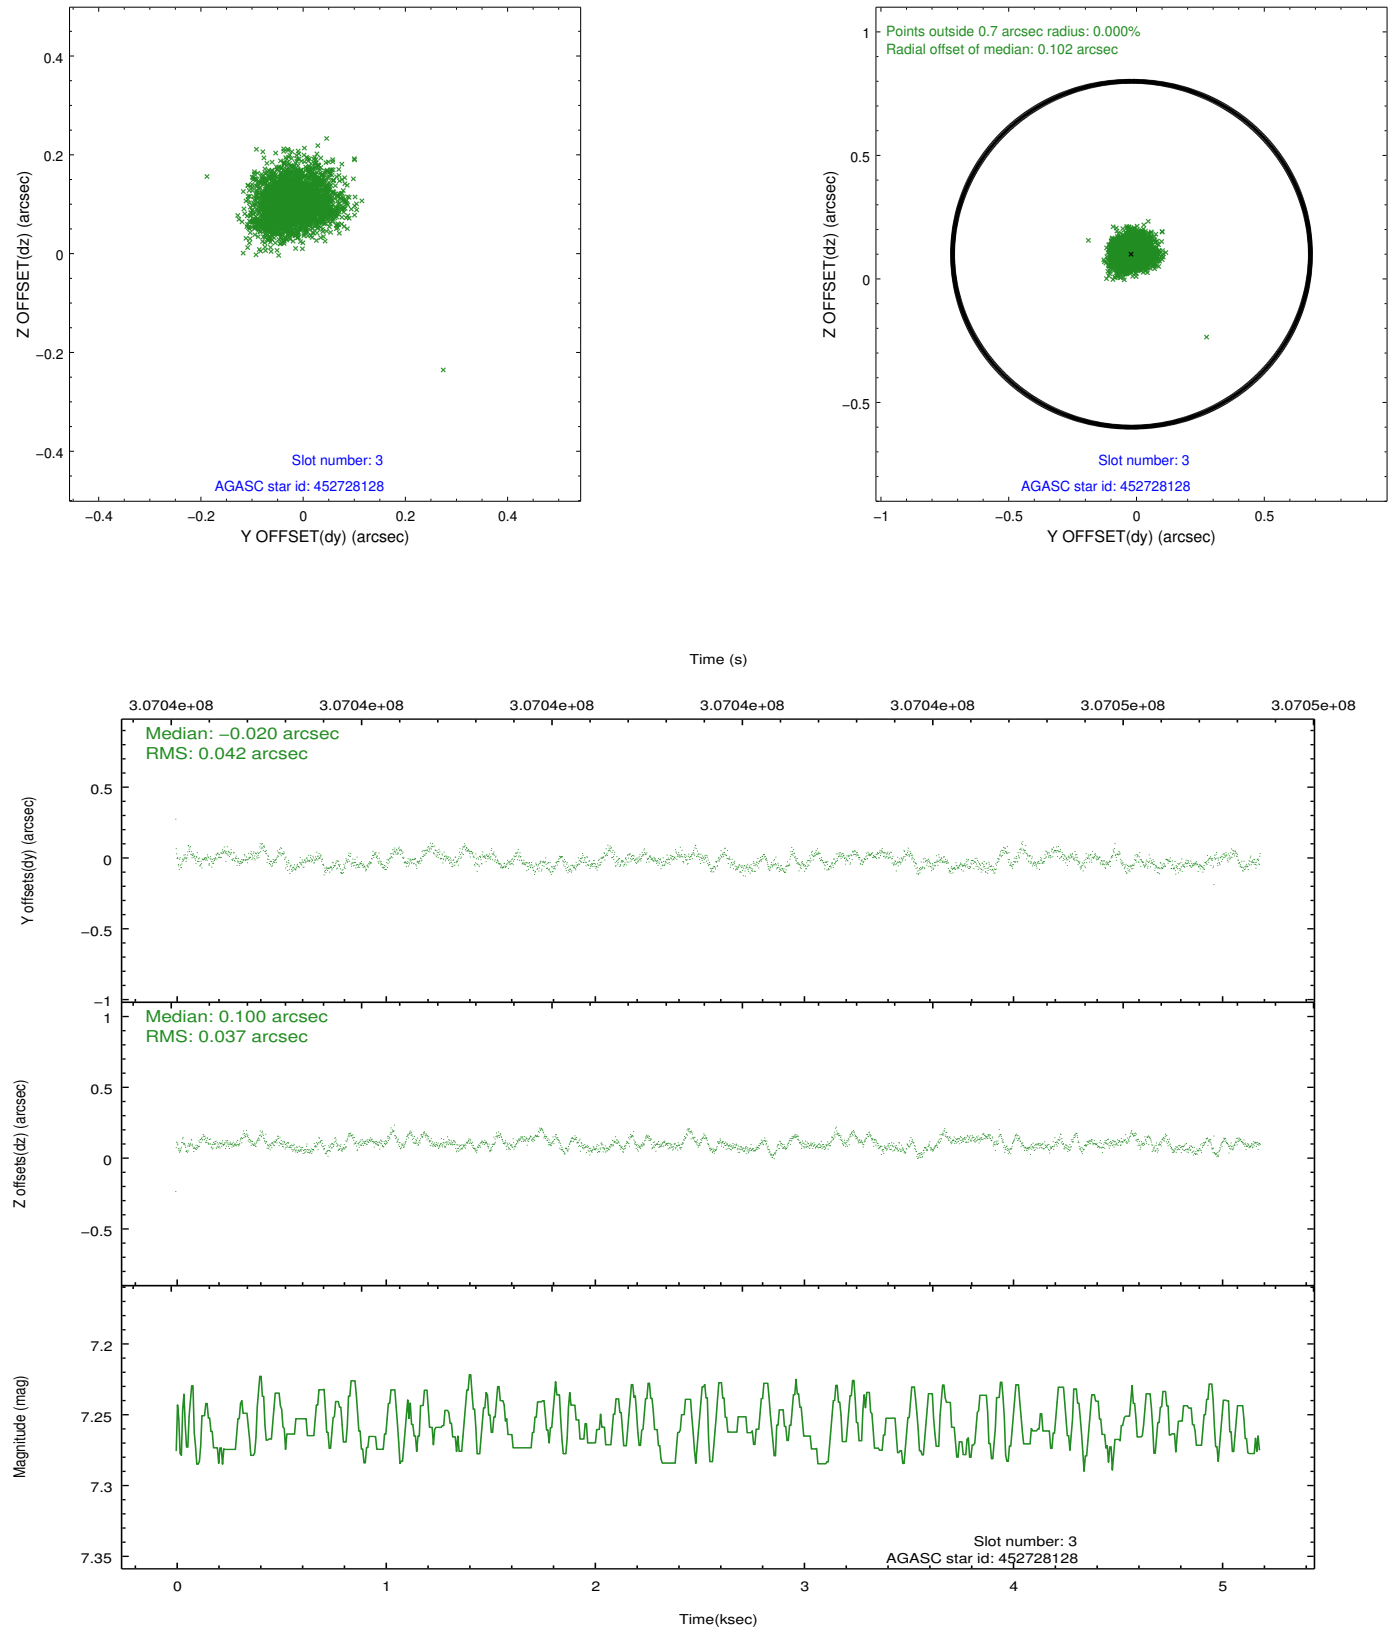 0.4
0.2
0
−0.2
−0.4
Z OFFSET(dz) (arcsec)
Slot number: 3
AGASC star id: 452728128
−0.4 −0.2 0 0.2 0.4
Y OFFSET(dy) (arcsec)
Points outside 0.7 arcsec radius: 0.000%
Radial offset of median: 0.102 arcsec
1
0.5
0
−0.5
Z OFFSET(dz) (arcsec)
Slot number: 3
AGASC star id: 452728128
−1 −0.5 0 0.5
Y OFFSET(dy) (arcsec)
Time (s)
3.0704e+08 3.0704e+08 3.0704e+08 3.0704e+08 3.0704e+08 3.0705e+08 3.0705e+08
Median: −0.020 arcsec
RMS: 0.042 arcsec
0.5
0
−0.5
−1
Y offsets(dy) (arcsec)
Median: 0.100 arcsec
RMS: 0.037 arcsec
1
0.5
0
−0.5
Z offsets(dz) (arcsec)
7.2
7.25
7.3
7.35
Magnitude (mag)
Slot number: 3
AGASC star id: 452728128
0 1 2 3 4 5
Time(ksec)